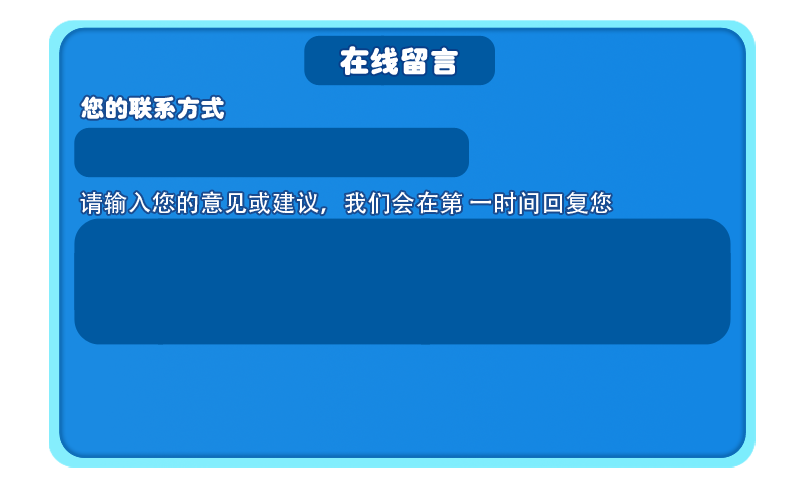 在线留言
您的联系方式
请输入您的意见或建议，我们会在第一时间回复您